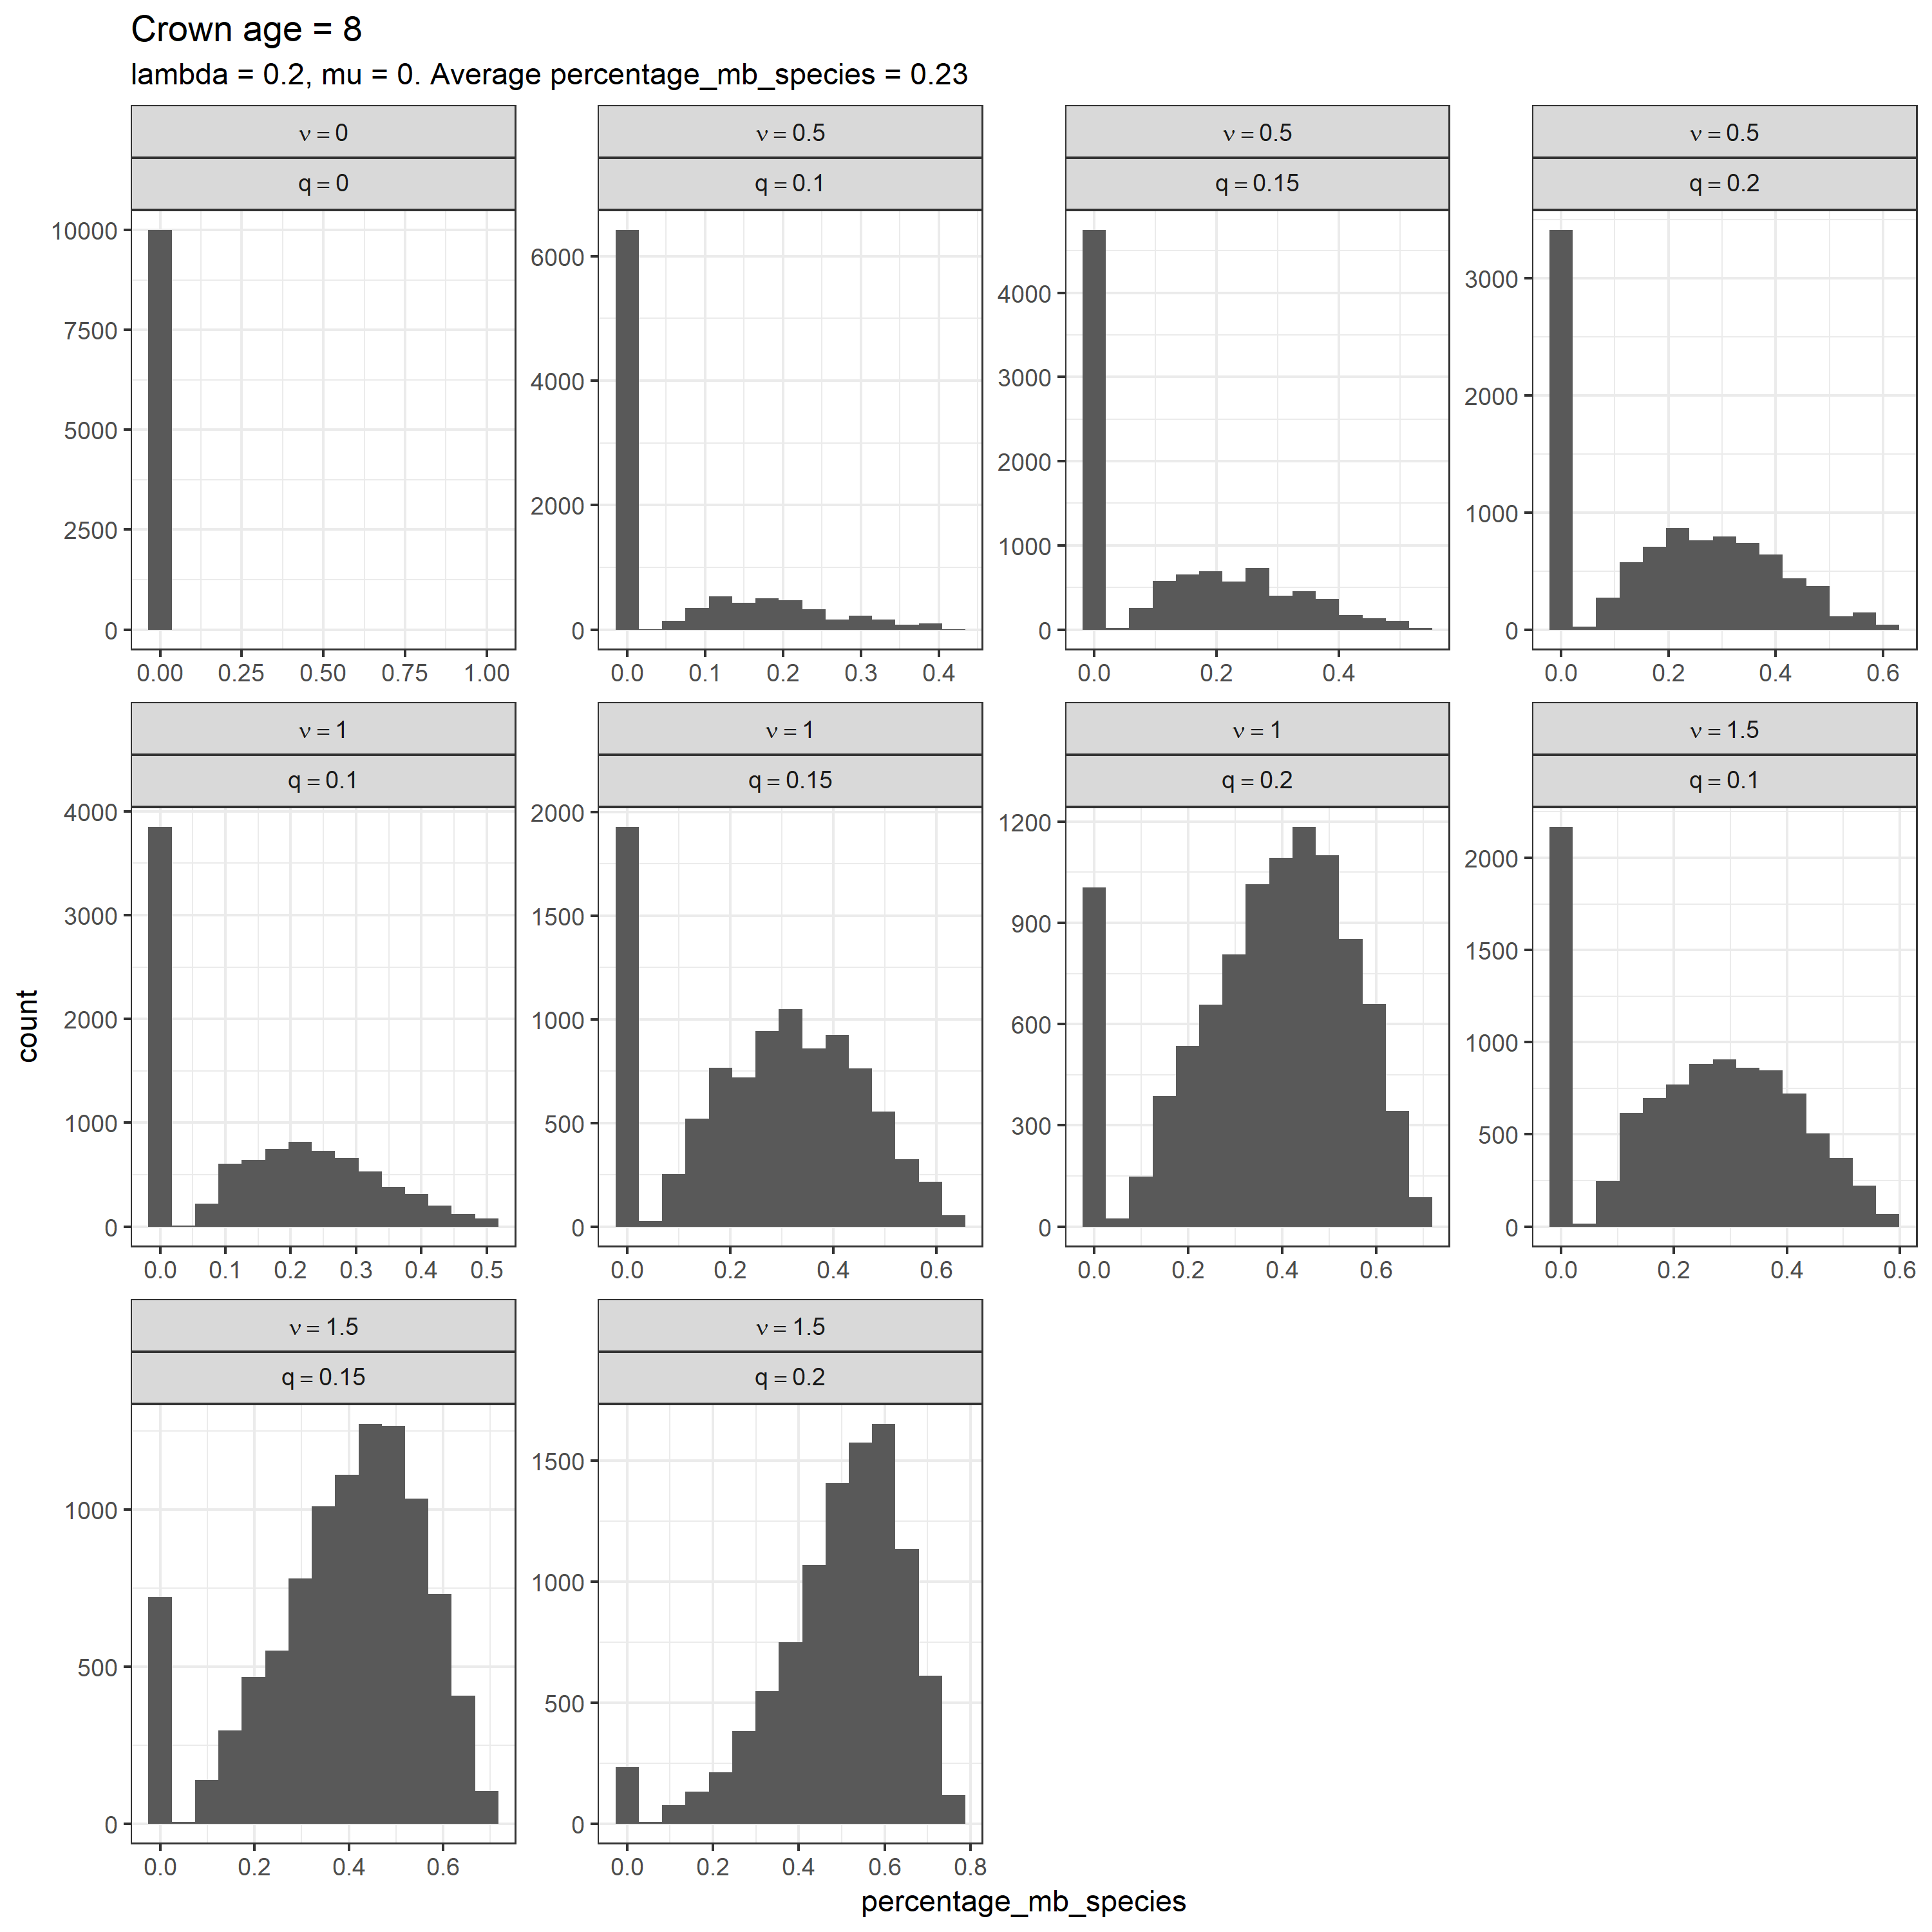 Crown age = 8
lambda = 0.2, mu = 0. Average percentage_mb_species = 0.23
ν = 0
ν = 0.5
ν = 0.5
ν = 0.5
q = 0
q = 0.1
q = 0.15
q = 0.2
10000
7500
5000
2500
0
0.00 0.25 0.50 0.75 1.00
6000
4000
2000
0
0.0 0.1 0.2 0.3 0.4
4000
3000
2000
1000
0
0.0 0.2 0.4
3000
2000
1000
0
0.0 0.2 0.4 0.6
ν = 1
ν = 1
ν = 1
ν = 1.5
q = 0.1
q = 0.15
q = 0.2
q = 0.1
4000
3000
2000
1000
0
0.0 0.1 0.2 0.3 0.4 0.5
2000
1500
1000
500
0
0.0 0.2 0.4 0.6
1200
900
600
300
0
0.0 0.2 0.4 0.6
2000
1500
1000
500
0
0.0 0.2 0.4 0.6
count
ν = 1.5
ν = 1.5
q = 0.15
q = 0.2
1000
500
0
0.0 0.2 0.4 0.6
1500
1000
500
0
0.0 0.2 0.4 0.6 0.8
percentage_mb_species